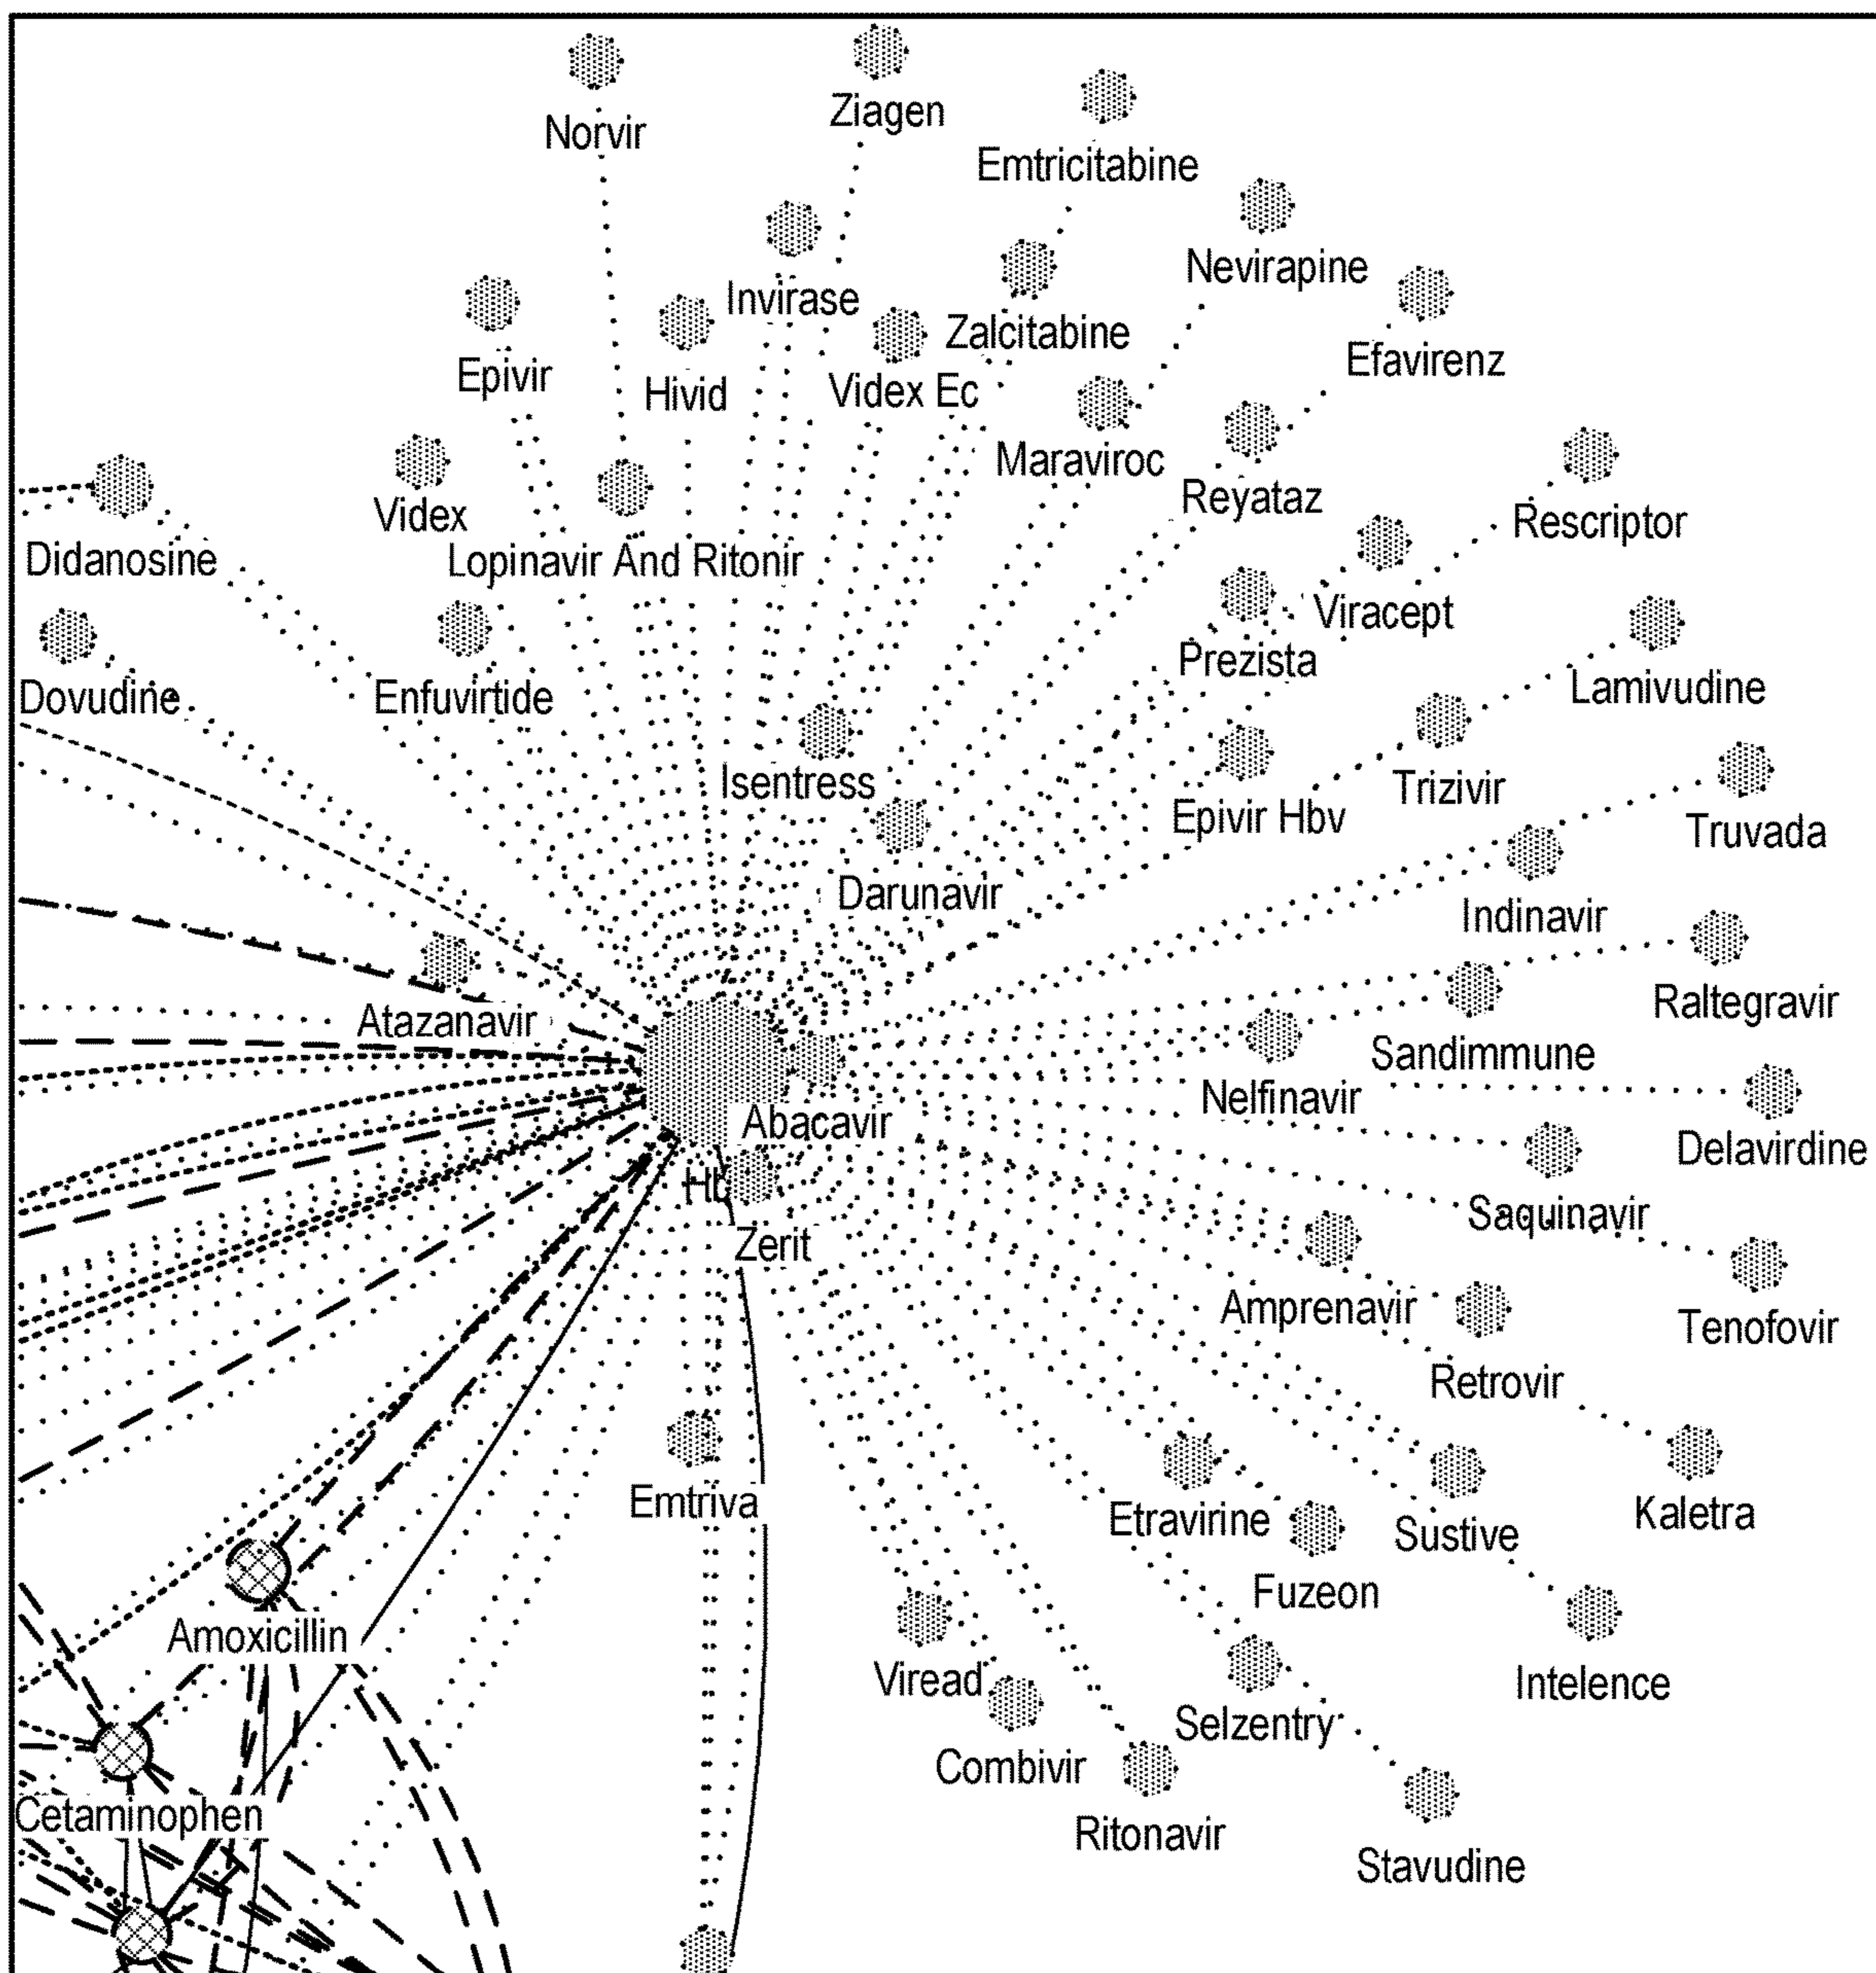 Norvir
Ziagen
Emtricitabine
Nevirapine
Invirase
Zalcitabine
Efavirenz
Epivir
Hivid
Videx Ec
Maraviroc
Reyataz
Videx
Rescriptor
Didanosine
Lopinavir And Ritonir
Viracept
Prezista
Dovudine
Enfuvirtide
Lamivudine
Isentress
Trizivir
Epivir Hbv
Truvada
Darunavir
Indinavir
Raltegravir
Atazanavir
Sandimmune
Nelfinavir
Abacavir
Delavirdine
Saquinavir
Zerit
Amprenavir
Tenofovir
Retrovir
Emtriva
Etravirine
Sustive
Kaletra
Fuzeon
Amoxicillin
Viread
Intelence
Selzentry
Combivir
Cetaminophen
Ritonavir
Stavudine